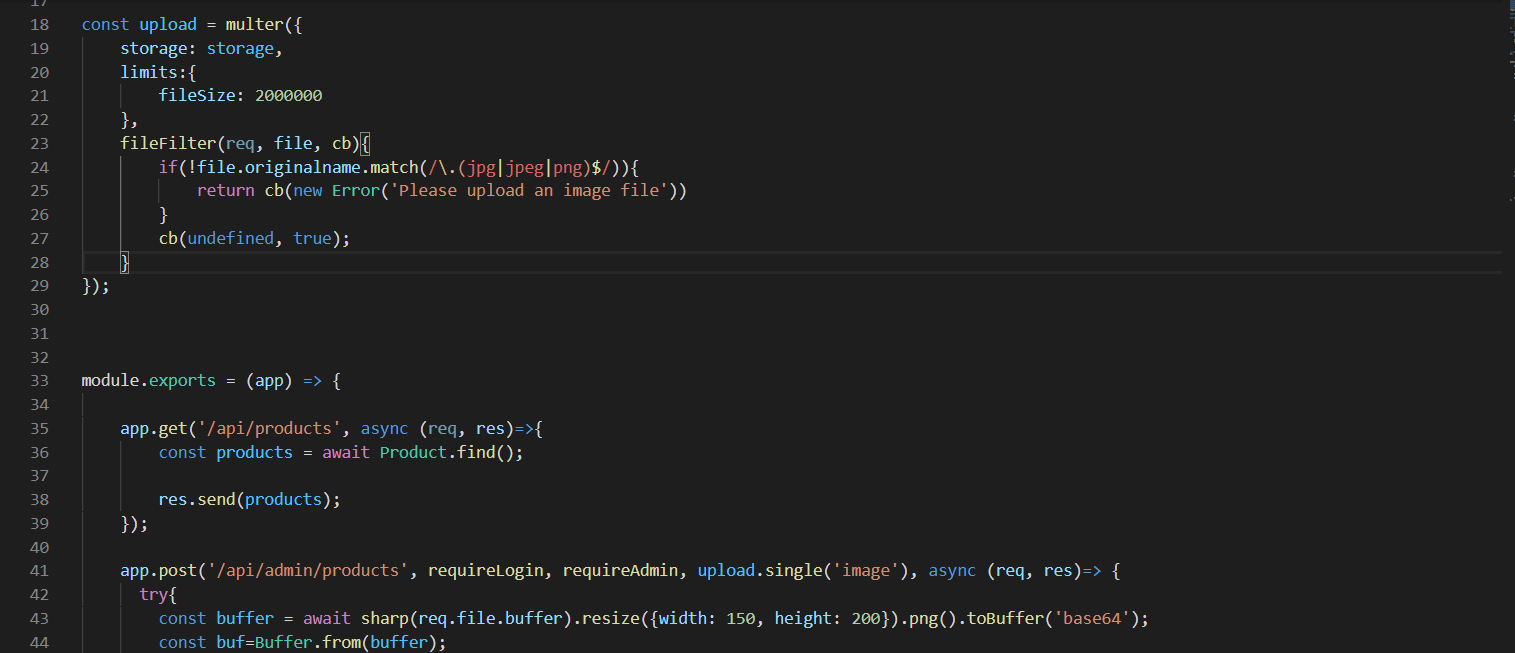 17
18 const upload = multer({
19 storage: storage,
20 limits:{
21 fileSize: 2000000
22 },
23 fileFilter(req, file, cb){
24 if(!file.originalname.match(/\.(jpg|jpeg|png)$/)){
25 return cb(new Error('Please upload an image file'))
26 }
27 cb(undefined, true);
28 }
29 });
30
31
32
33 module.exports = (app) => {
34
35 app.get('/api/products', async (req, res)=>{
36 const products = await Product.find();
37
38 res.send(products);
39 });
40
41 app.post('/api/admin/products', requireLogin, requireAdmin, upload.single('image'), async (req, res)=> {
42 try{
43 const buffer = await sharp(req.file.buffer).resize({width: 150, height: 200}).png().toBuffer('base64');
44 const buf=Buffer.from(buffer);